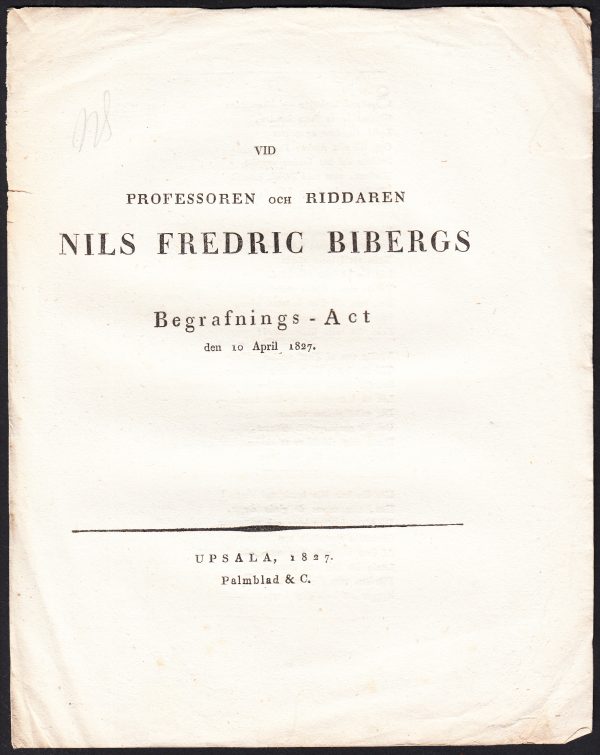 VID
PROFESSOREN OCH RIDDAREN
NILS FREDRIC BIBERGS
Begrafnings - Act
den 10 April 1827.
UPSALA, 1827.
Palmblad & C.